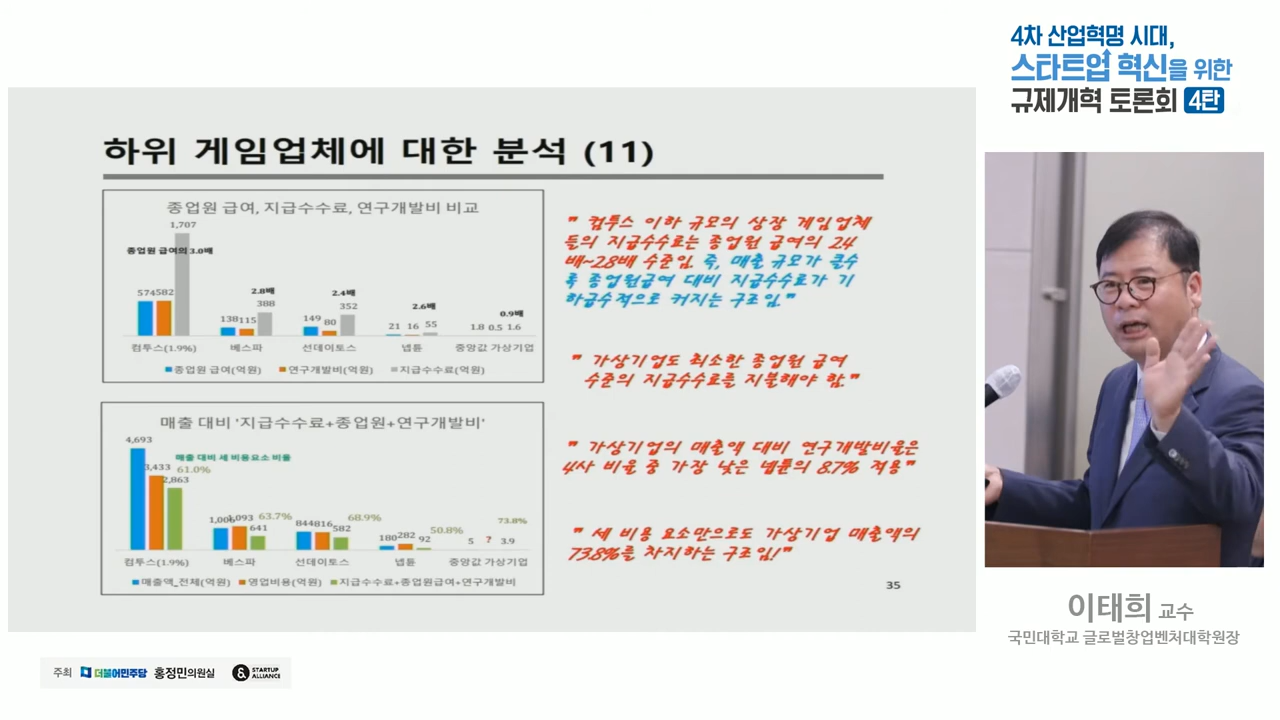 4차 산업혁명 시대,
스타트업 혁신을 위한
규제개혁 토론회 4탄
하위 게임업체에 대한 분석 (11)
종업원 급여, 지급수수료, 연구개발비 비교
1,707
종업원 급여의 3.0배
574 582
2.8배
138 115 388
2.4배
149 80 352
2.6배
21 16 55
0.9배
1.8 0.5 1.6
컴투스(1.9%) 베스파 선데이토스 넵튠 중앙값 가상기업
종업원 급여(억원) 연구개발비(억원) 지급수수료(억원)
" 컴투스 이하 규모의 상장 게임업체
들의 지급수수료는 종업원 급여의 2.4
배~2.8배 수준임. 즉, 매출 규모가 클수
록 종업원급여 대비 지급수수료가 기
하급수적으로 커지는 구조임."
" 가상기업도 최소한 종업원 급여
수준의 지급수수료를 지불해야 함."
매출 대비 '지급수수료+종업원+연구개발비'
4,693
매출 대비 세 비용요소 비율
3,433 61.0%
2,863
1,006 1,093 63.7%
641
844 816 68.9%
582
180 282 50.8%
92
73.8%
5 ? 3.9
컴투스(1.9%) 베스파 선데이토스 넵튠 중앙값 가상기업
매출액_전체(억원) 영업비용(억원) 지급수수료+종업원급여+연구개발비
" 가상기업의 매출액 대비 연구개발비율은
4사 비율 중 가장 낮은 넵튠의 8.7% 적용"
" 세 비용 요소만으로도 가상기업 매출액의
73.8%를 차지하는 구조임!"
35
이태희 교수
국민대학교 글로벌창업벤처대학원장
주최 더불어민주당 홍정민의원실 STARTUP
ALLIANCE